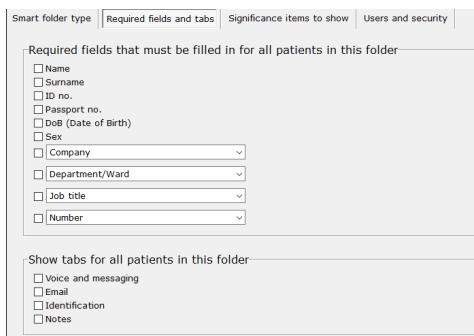 Smart folder type Required fields and tabs Significance items to show Users and security
Required fields that must be filled in for all patients in this folder
Name
Surname
ID no.
Passport no.
DoB (Date of Birth)
Sex
Company
Department/Ward
Job title
Number
Show tabs for all patients in this folder
Voice and messaging
Email
Identification
Notes